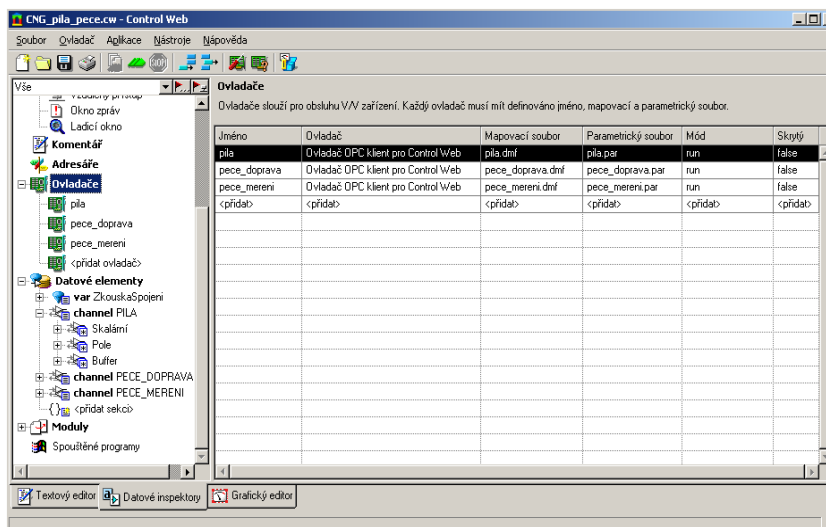 CNG_pila_pece.cw - Control Web
Soubor Ovladač Aplikace Nástroje Nápověda
STOP
Vše
Okno zpráv
Ladicí okno
Komentář
Adresáře
Ovladače
pila
pece_doprava
pece_mereni
<přidat ovladač>
Datové elementy
var ZkouskaSpojeni
channel PILA
Skalární
Pole
Buffer
channel PECE_DOPRAVA
channel PECE_MERENI
<přidat sekci>
Moduly
Spouštěné programy
Ovladače
Ovladače slouží pro obsluhu V/V zařízení. Každý ovladač musí mít definováno jméno, mapovací a parametrický soubor.
Jméno Ovladač Mapovací soubor Parametrický soubor Mód Skrytý
pila Ovladač OPC klient pro Control Web pila.dmf pila.par run false
pece_doprava Ovladač OPC klient pro Control Web pece_doprava.dmf pece_doprava.par run false
pece_mereni Ovladač OPC klient pro Control Web pece_mereni.dmf pece_mereni.par run false
<přidat> <přidat> <přidat> <přidat> <přidat> <přidat>
Textový editor Datové inspektory Grafický editor